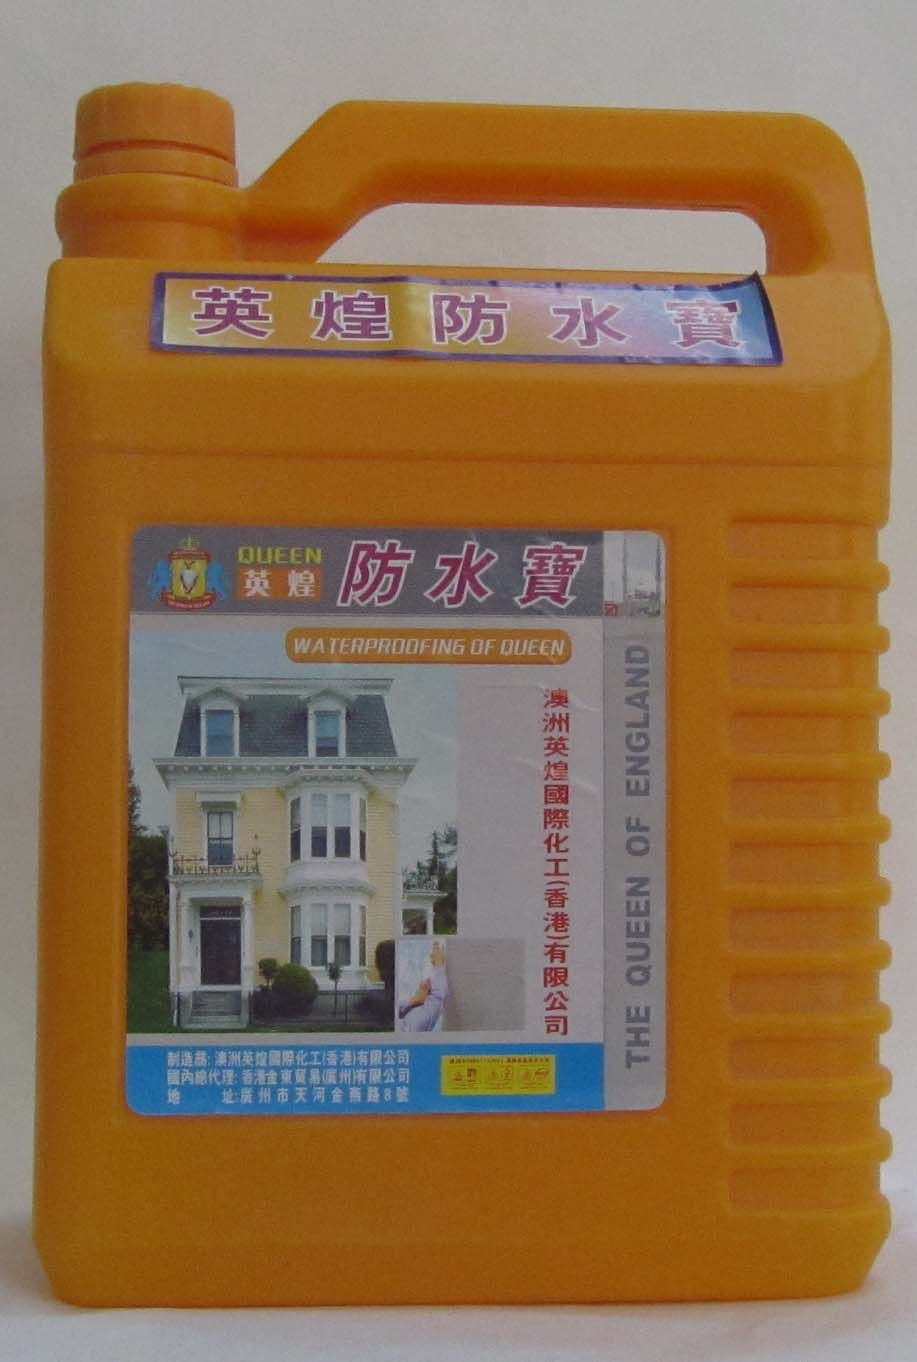 英煌防水寶
QUEEN
英煌
防水寶
WATERPROOFING OF QUEEN
澳洲英煌國際化工(香港)有限公司
THE QUEEN OF ENGLAND
制造商: 澳洲英煌國際化工(香港)有限公司
國內總代理: 香港金東貿易(廣州)有限公司
地 址: 廣州市天河金燕路8號